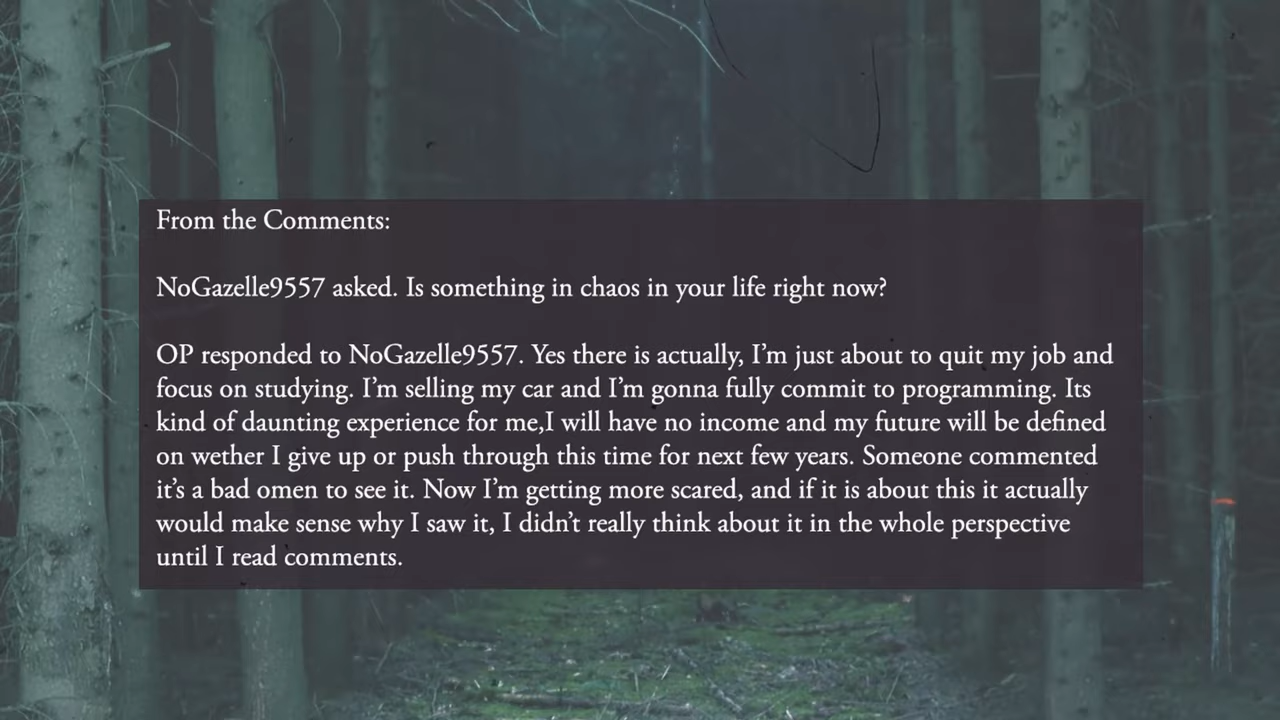 From the Comments:
NoGazelle9557 asked. Is something in chaos in your life right now?
OP responded to NoGazelle9557. Yes there is actually, I’m just about to quit my job and
focus on studying. I’m selling my car and I’m gonna fully commit to programming. Its
kind of daunting experience for me,I will have no income and my future will be defined
on wether I give up or push through this time for next few years. Someone commented
it’s a bad omen to see it. Now I’m getting more scared, and if it is about this it actually
would make sense why I saw it, I didn’t really think about it in the whole perspective
until I read comments.